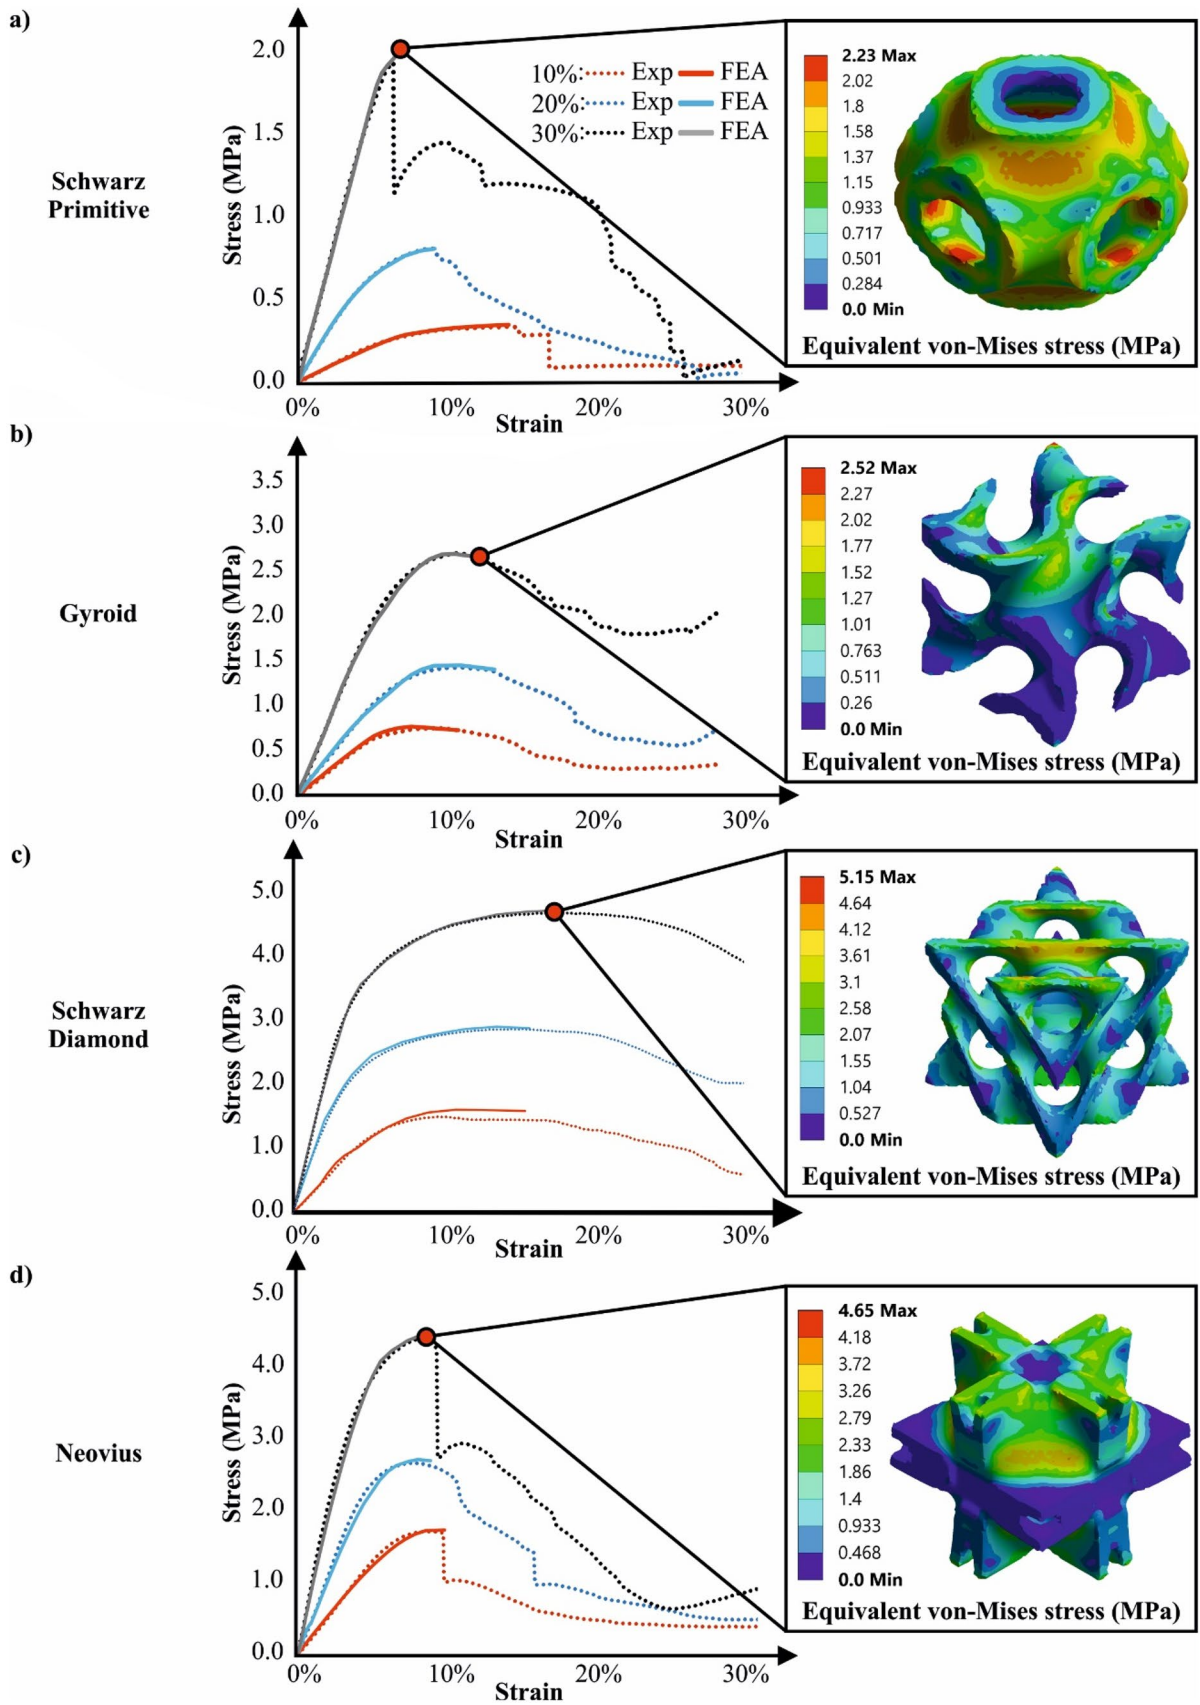 a)
Schwarz
Primitive
Stress (MPa)
2.0
1.5
1.0
0.5
0.0
0%
10%
20%
30%
Strain
10%: Exp FEA
20%: Exp FEA
30%: Exp FEA
2.23 Max
2.02
1.8
1.58
1.37
1.15
0.933
0.717
0.501
0.284
0.0 Min
Equivalent von-Mises stress (MPa)
b)
Gyroid
Stress (MPa)
3.5
3.0
2.5
2.0
1.5
1.0
0.5
0.0
0%
10%
20%
30%
Strain
2.52 Max
2.27
2.02
1.77
1.52
1.27
1.01
0.763
0.511
0.26
0.0 Min
Equivalent von-Mises stress (MPa)
c)
Schwarz
Diamond
Stress (MPa)
5.0
4.0
3.0
2.0
1.0
0.0
0%
10%
20%
30%
Strain
5.15 Max
4.64
4.12
3.61
3.1
2.58
2.07
1.55
1.04
0.527
0.0 Min
Equivalent von-Mises stress (MPa)
d)
Neovius
Stress (MPa)
5.0
4.0
3.0
2.0
1.0
0.0
0%
10%
20%
30%
Strain
4.65 Max
4.18
3.72
3.26
2.79
2.33
1.86
1.4
0.933
0.468
0.0 Min
Equivalent von-Mises stress (MPa)